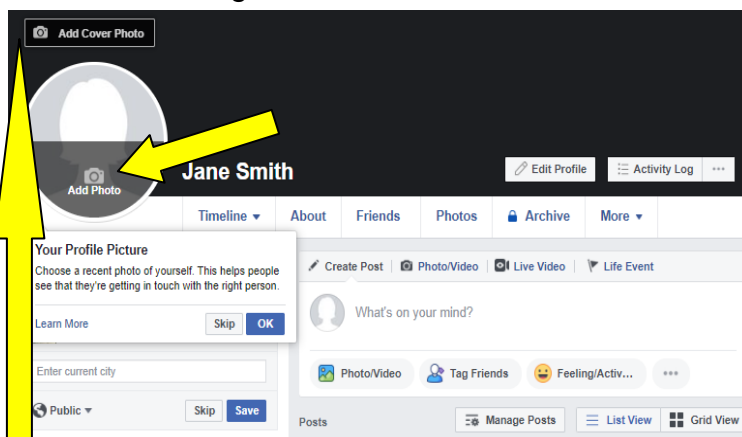 Add Cover Photo
Add Photo
Jane Smith
Edit Profile
Activity Log
Timeline
About
Friends
Photos
Archive
More
Your Profile Picture
Choose a recent photo of yourself. This helps people
see that they're getting in touch with the right person.
Learn More
Skip
OK
Enter current city
Public
Skip
Save
Create Post
Photo/Video
Live Video
Life Event
What's on your mind?
Photo/Video
Tag Friends
Feeling/Activ...
Posts
Manage Posts
List View
Grid View